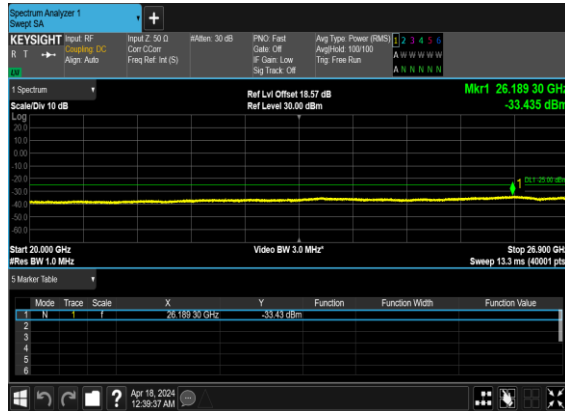 Spectrum Analyzer 1
Swept SA
+
KEYSIGHT
R T
Input: RF
Coupling: DC
Align: Auto
Input Z: 50 Ω
Corr CCorr
Freq Ref: Int (S)
#Atten: 30 dB
PNO: Fast
Gate: Off
IF Gain: Low
Sig Track: Off
Avg Type: Power (RMS)
Avg|Hold: 100/100
Trig: Free Run
1 2 3 4 5 6
A W W W W W
A N N N N N
1 Spectrum
Scale/Div 10 dB
Ref Lvl Offset 18.57 dB
Ref Level 30.00 dBm
Mkr1 26.189 30 GHz
-33.435 dBm
Log
20.0
10.0
0.00
-10.0
-20.0
-30.0
-40.0
-50.0
-60.0
1
DL1 -25.00 dBm
Start 20.000 GHz
#Res BW 1.0 MHz
Video BW 3.0 MHz*
Stop 26.900 GHz
Sweep 13.3 ms (40001 pts)
5 Marker Table
Mode Trace Scale X Y Function Function Width Function Value
1 N 1 f 26.189 30 GHz -33.43 dBm
2
3
4
5
6
?
Apr 18, 2024
12:39:37 AM